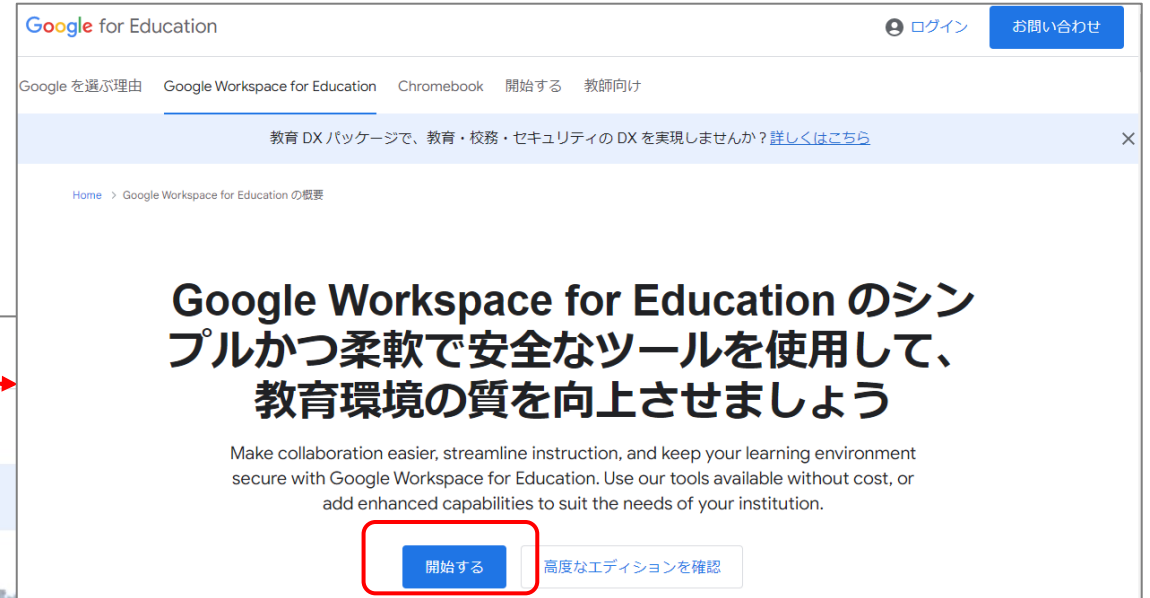 Google for Education
ログイン
お問い合わせ
Google を選ぶ理由 Google Workspace for Education Chromebook 開始する 教師向け
教育 DX パッケージで、教育・校務・セキュリティの DX を実現しませんか？詳しくはこちら
Home > Google Workspace for Education の概要
Google Workspace for Education のシン
プルかつ柔軟で安全なツールを使用して、
教育環境の質を向上させましょう
Make collaboration easier, streamline instruction, and keep your learning environment
secure with Google Workspace for Education. Use our tools available without cost, or
add enhanced capabilities to suit the needs of your institution.
開始する
高度なエディションを確認